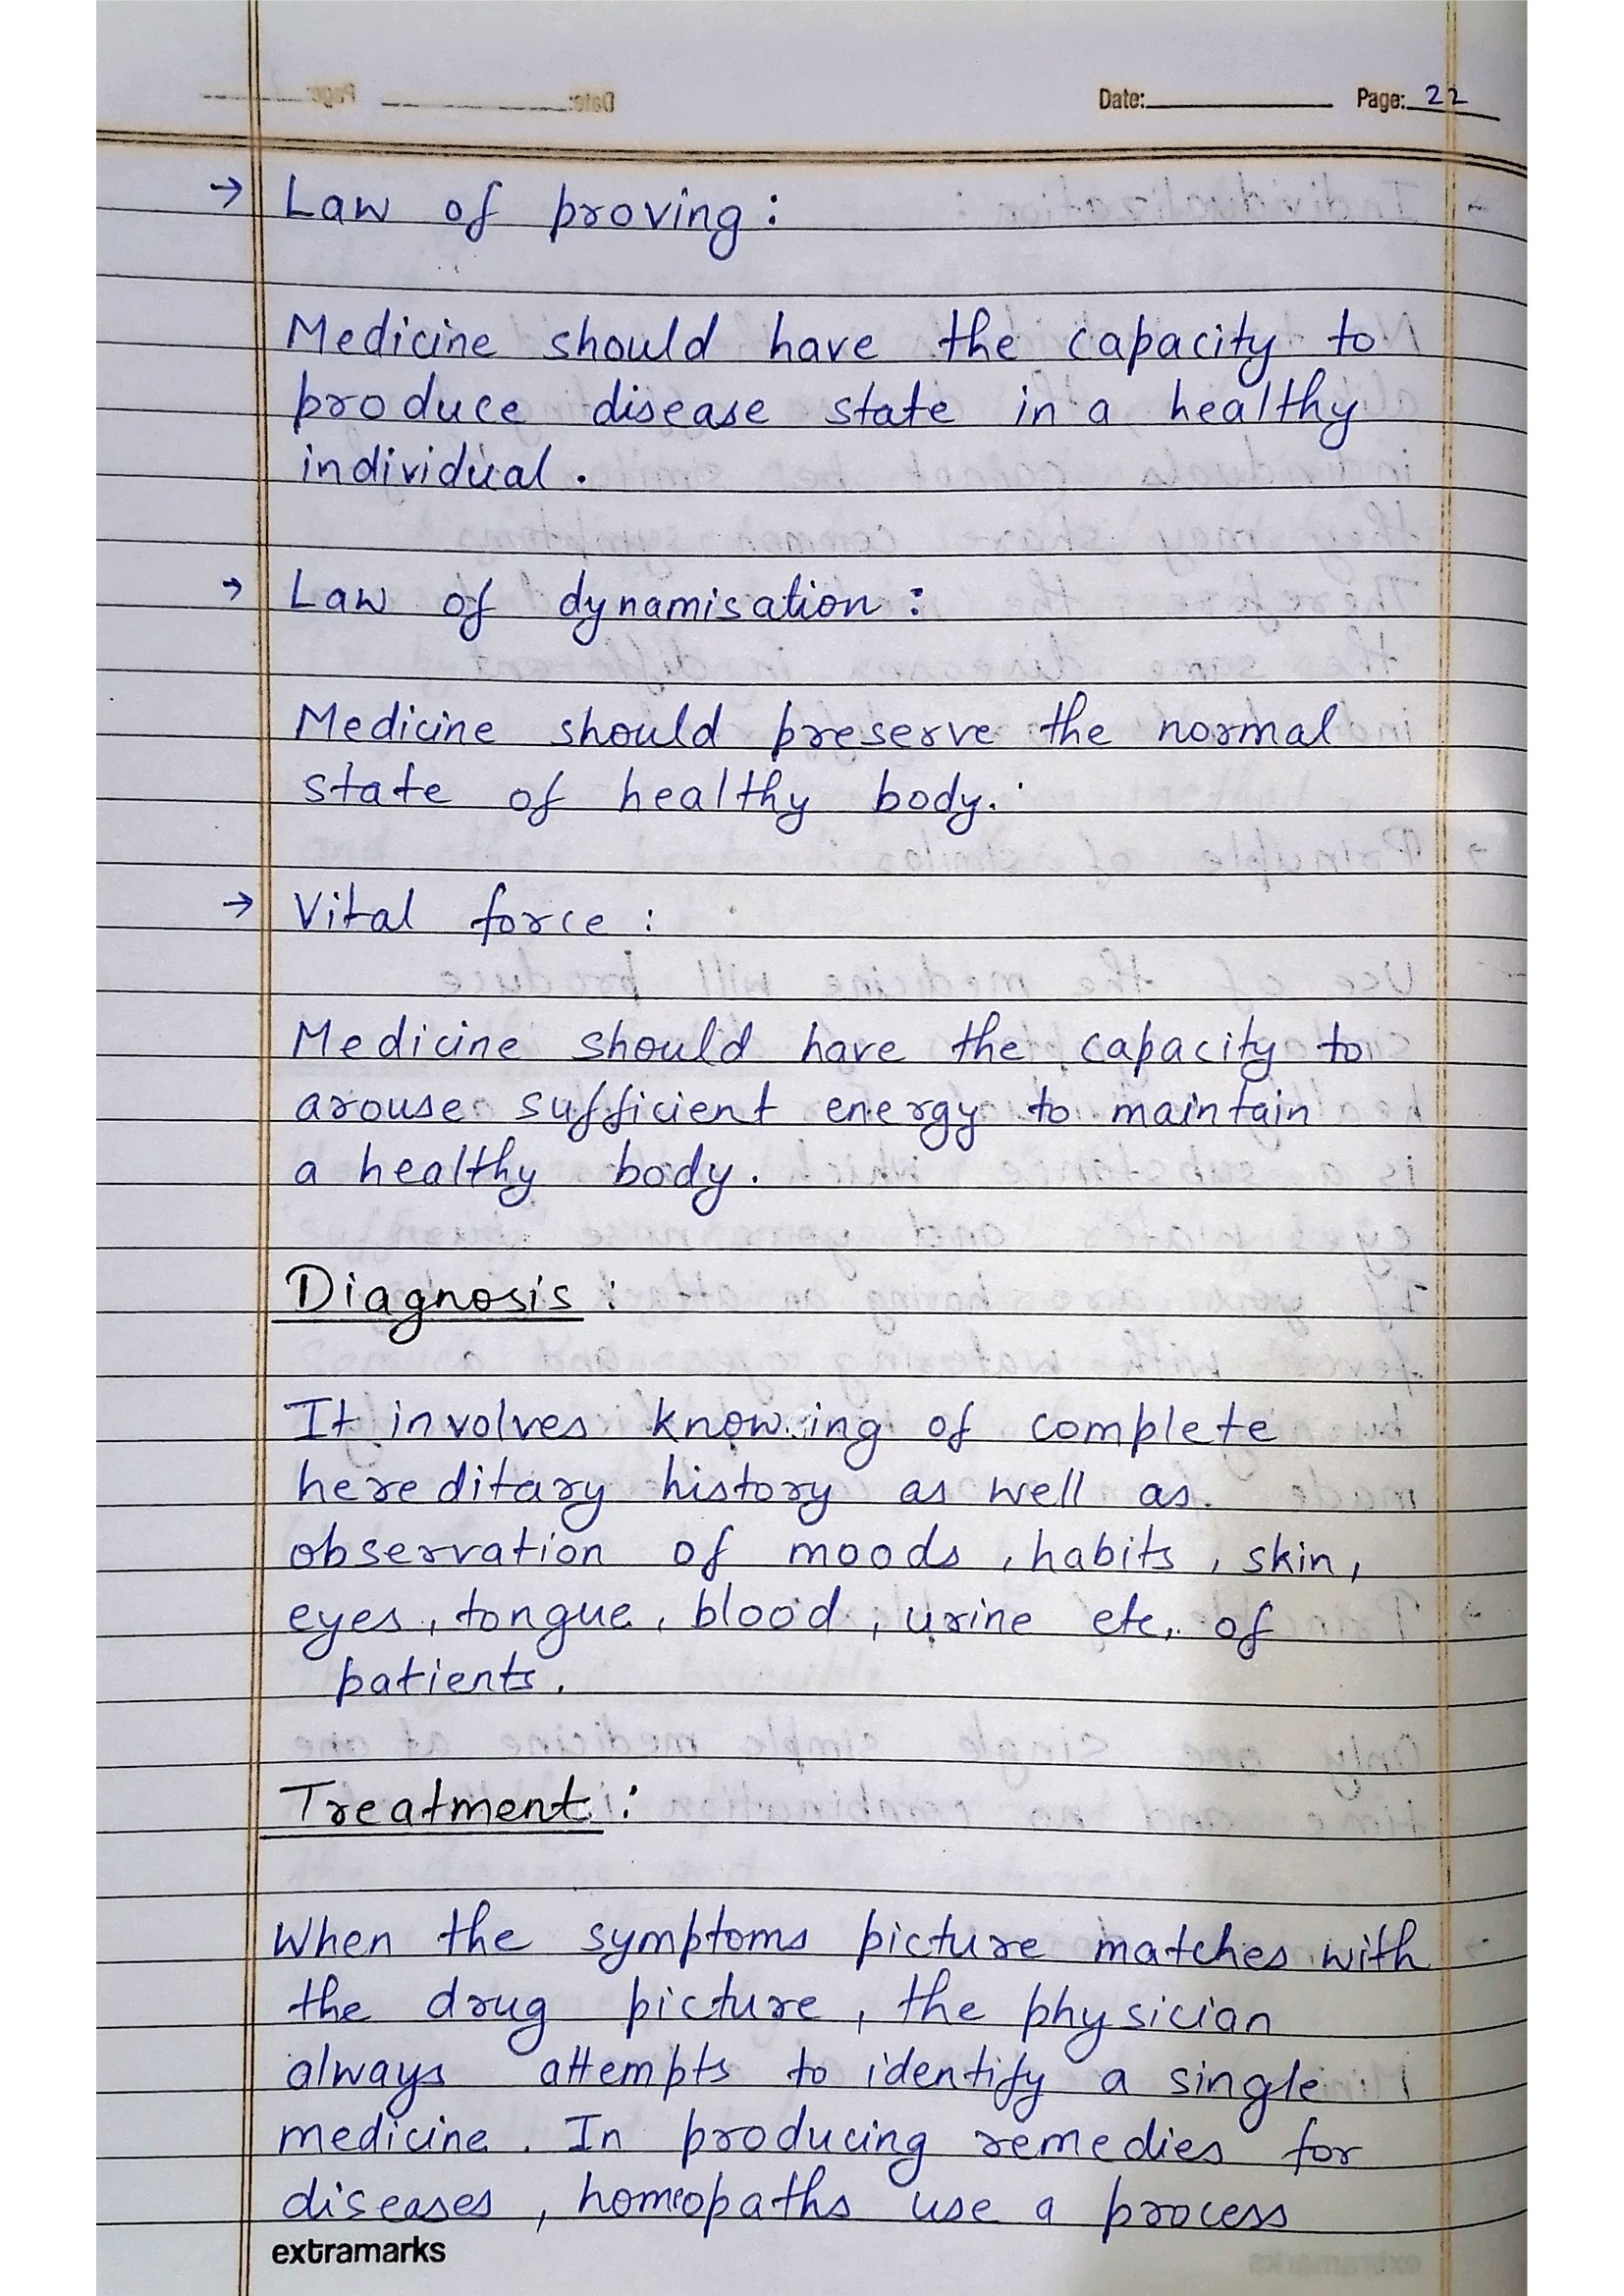 Date: Page: 22
→ Law of proving:
Medicine should have the capacity to
produce disease state in a healthy
individual.
→ Law of dynamisation:
Medicine should preserve the normal
state of healthy body.
→ Vital force:
Medicine should have the capacity to
arouse sufficient energy to maintain
a healthy body.
Diagnosis:
It involves knowing of complete
hereditary history as well as
observation of moods, habits, skin,
eyes, tongue, blood, urine etc. of
patients.
Treatment:
When the symptoms picture matches with
the drug picture, the physician
always attempts to identify a single
medicine. In producing remedies for
diseases, homeopaths use a process
extramarks